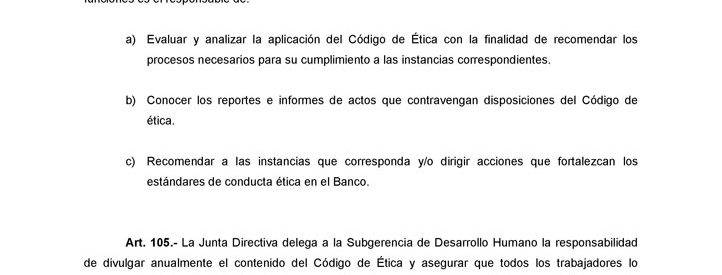 funciones es el responsable de:
a) Evaluar y analizar la aplicación del Código de Ética con la finalidad de recomendar los
procesos necesarios para su cumplimiento a las instancias correspondientes.
b) Conocer los reportes e informes de actos que contravengan disposiciones del Código de
ética.
c) Recomendar a las instancias que corresponda y/o dirigir acciones que fortalezcan los
estándares de conducta ética en el Banco.
Art. 105.- La Junta Directiva delega a la Subgerencia de Desarrollo Humano la responsabilidad
de divulgar anualmente el contenido del Código de Ética y asegurar que todos los trabajadores lo